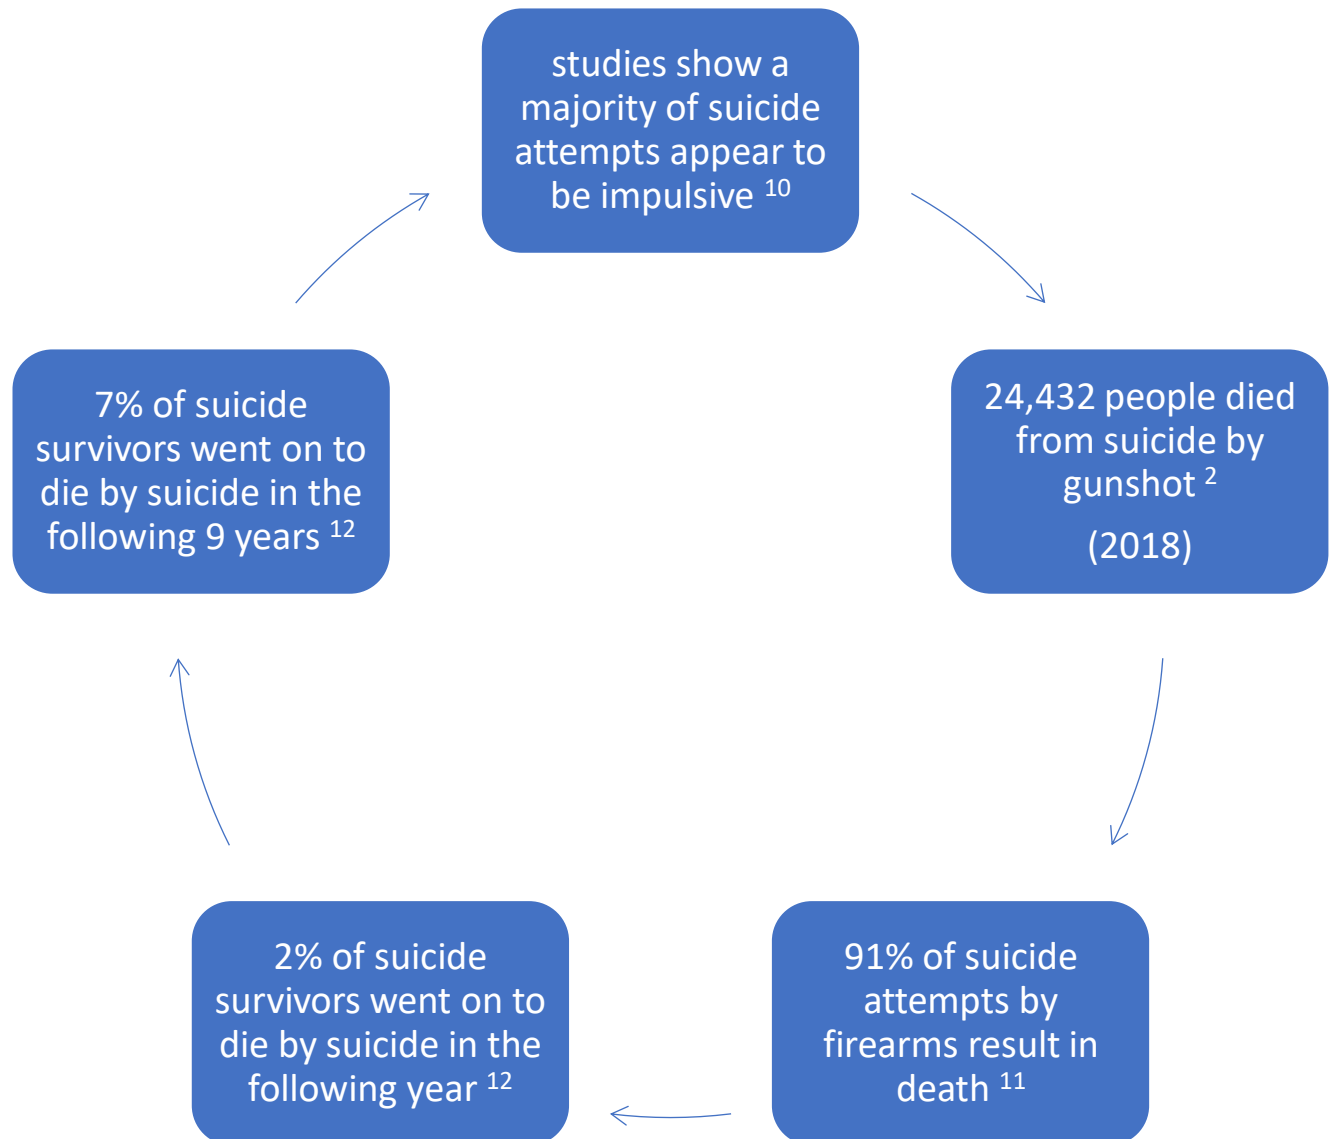 studies show a
majority of suicide
attempts appear to
be impulsive 10
24,432 people died
from suicide by
gunshot 2
(2018)
91% of suicide
attempts by
firearms result in
death 11
2% of suicide
survivors went on to
die by suicide in the
following year 12
7% of suicide
survivors went on to
die by suicide in the
following 9 years 12